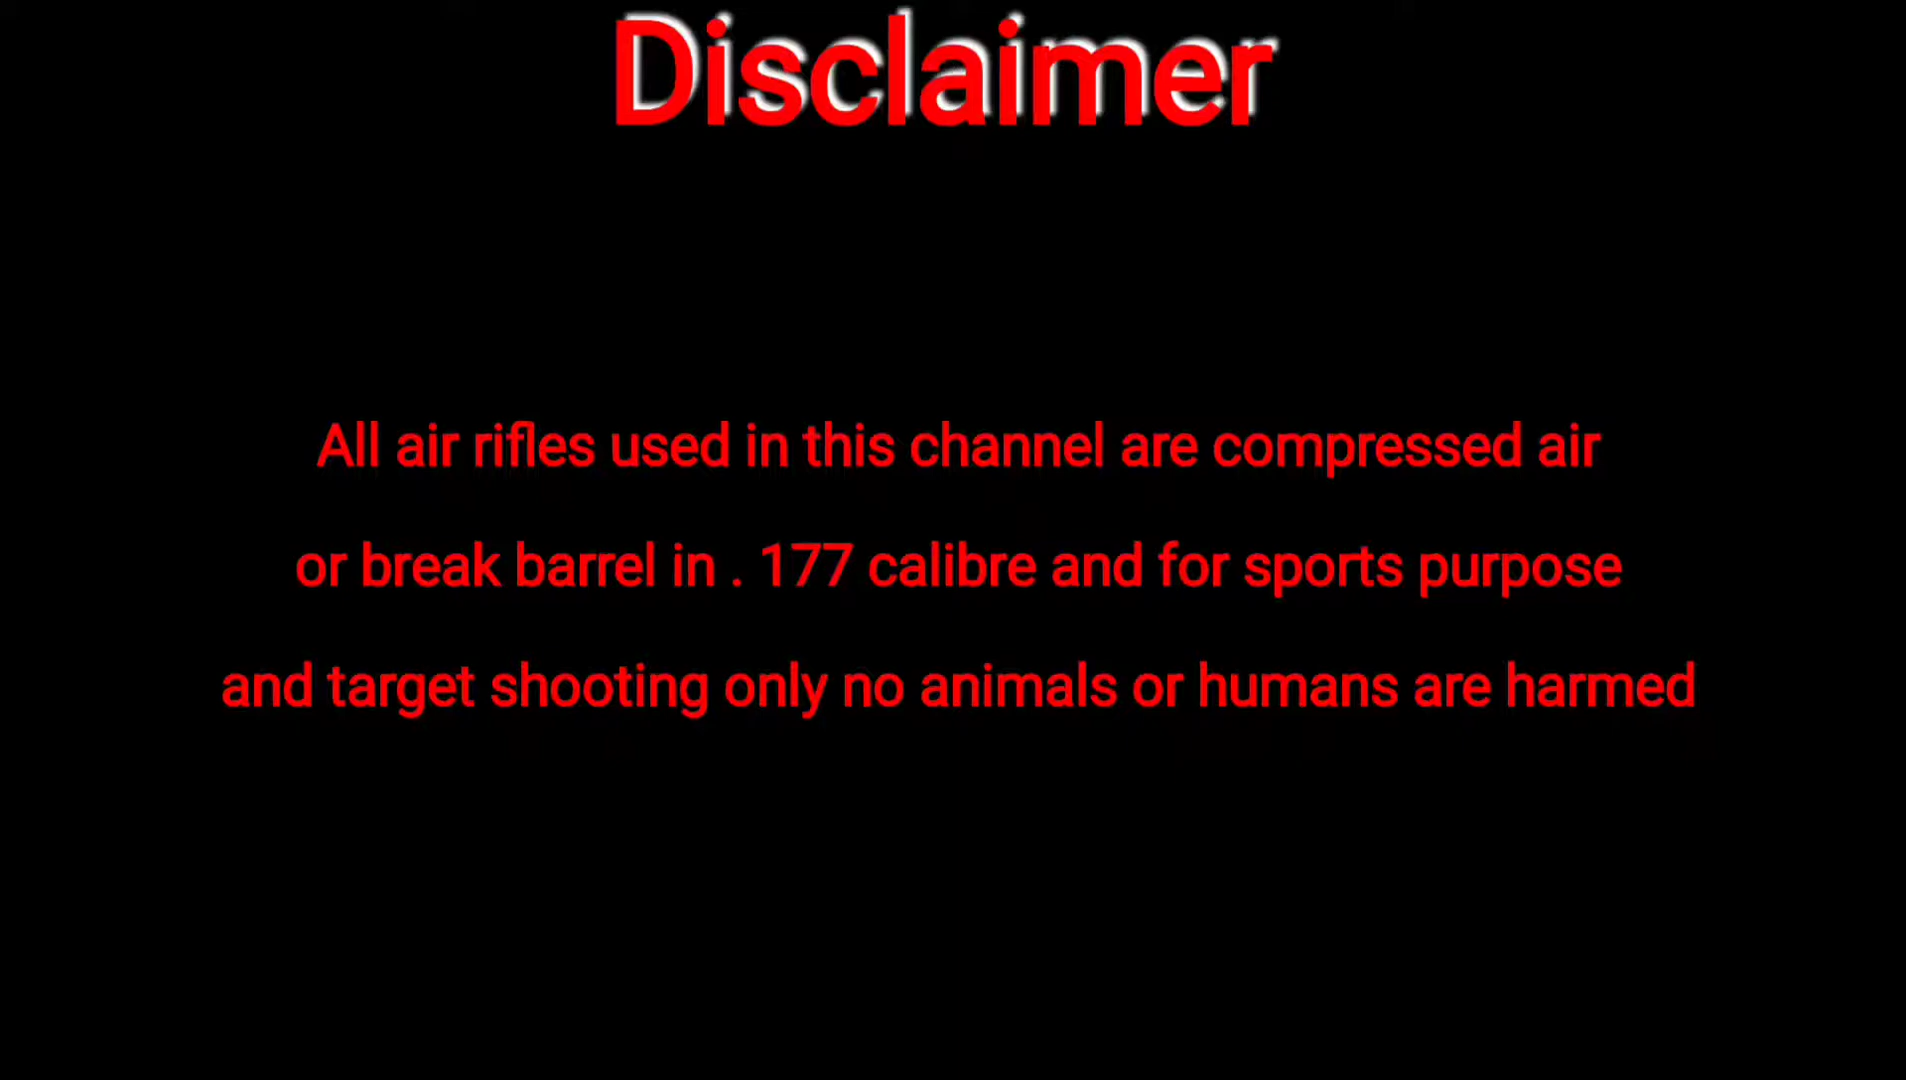 Disclaimer
All air rifles used in this channel are compressed air
or break barrel in . 177 calibre and for sports purpose
and target shooting only no animals or humans are harmed